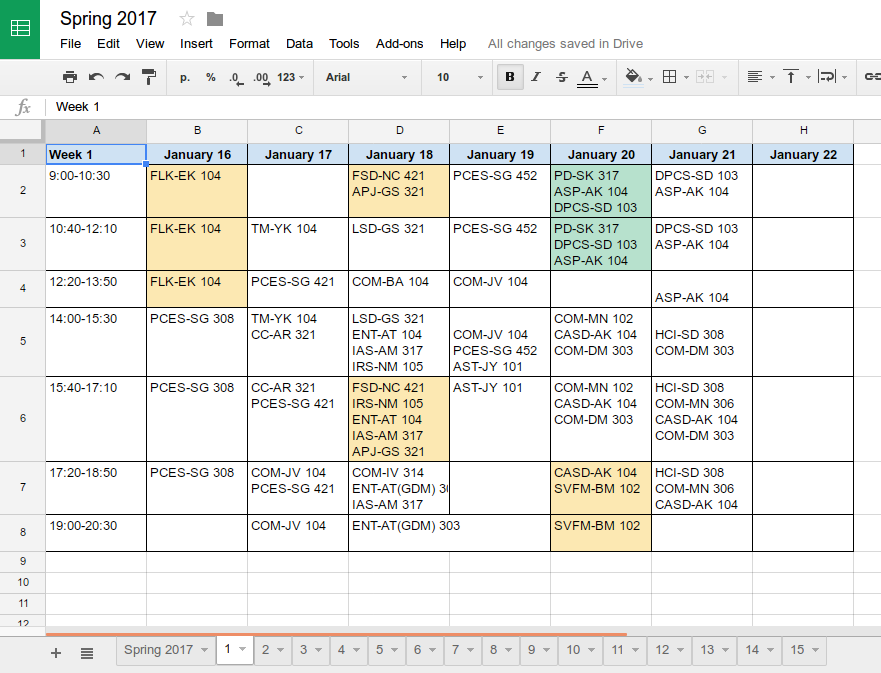 Spring 2017
File Edit View Insert Format Data Tools Add-ons Help All changes saved in Drive
р. % .0 .00 123 Arial 10 B I S A
fx Week 1
A B C D E F G H
1 Week 1 January 16 January 17 January 18 January 19 January 20 January 21 January 22
2 9:00-10:30 FLK-EK 104 FSD-NC 421 PCES-SG 452 PD-SK 317 DPCS-SD 103
APJ-GS 321 ASP-AK 104 ASP-AK 104
DPCS-SD 103
3 10:40-12:10 FLK-EK 104 TM-YK 104 LSD-GS 321 PCES-SG 452 PD-SK 317 DPCS-SD 103
DPCS-SD 103 ASP-AK 104
ASP-AK 104
4 12:20-13:50 FLK-EK 104 PCES-SG 421 COM-BA 104 COM-JV 104
ASP-AK 104
5 14:00-15:30 PCES-SG 308 TM-YK 104 LSD-GS 321 COM-MN 102
CC-AR 321 ENT-AT 104 COM-JV 104 CASD-AK 104 HCI-SD 308
IAS-AM 317 PCES-SG 452 COM-DM 303 COM-DM 303
IRS-NM 105 AST-JY 101
6 15:40-17:10 PCES-SG 308 CC-AR 321 FSD-NC 421 AST-JY 101 COM-MN 102 HCI-SD 308
PCES-SG 421 IRS-NM 105 CASD-AK 104 COM-MN 306
ENT-AT 104 COM-DM 303 CASD-AK 104
IAS-AM 317 COM-DM 303
APJ-GS 321
7 17:20-18:50 PCES-SG 308 COM-JV 104 COM-IV 314 CASD-AK 104 HCI-SD 308
PCES-SG 421 ENT-AT(GDM) SVFM-BM 102 COM-MN 306
IAS-AM 317 CASD-AK 104
8 19:00-20:30 COM-JV 104 ENT-AT(GDM) 303 SVFM-BM 102
9
10
11
12
+ Spring 2017 1 2 3 4 5 6 7 8 9 10 11 12 13 14 15